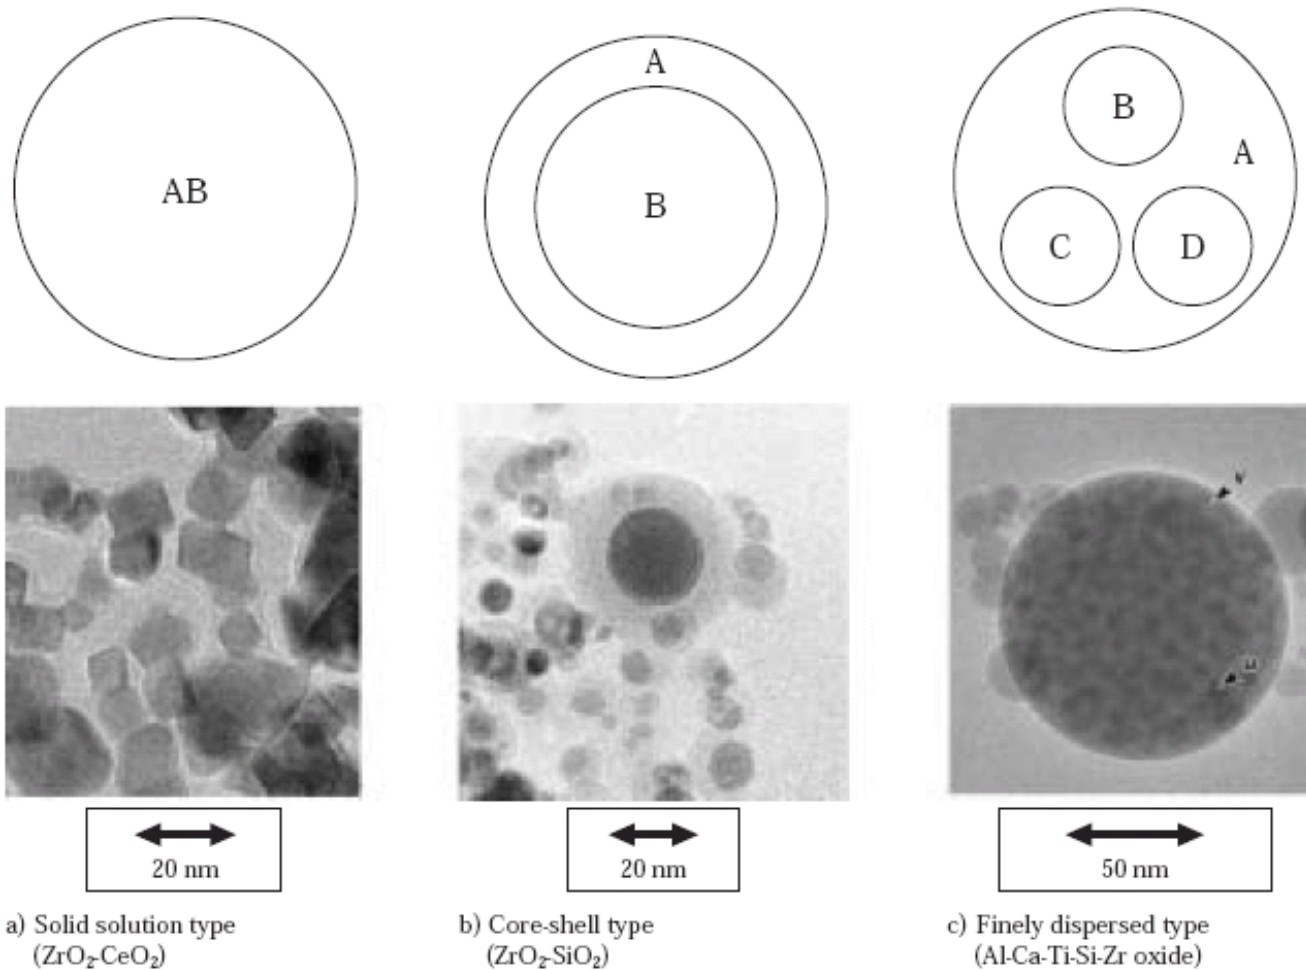 AB
A
B
B
A
C
D
20 nm
20 nm
50 nm
a) Solid solution type
(ZrO₂-CeO₂)
b) Core-shell type
(ZrO₂-SiO₂)
c) Finely dispersed type
(Al-Ca-Ti-Si-Zr oxide)